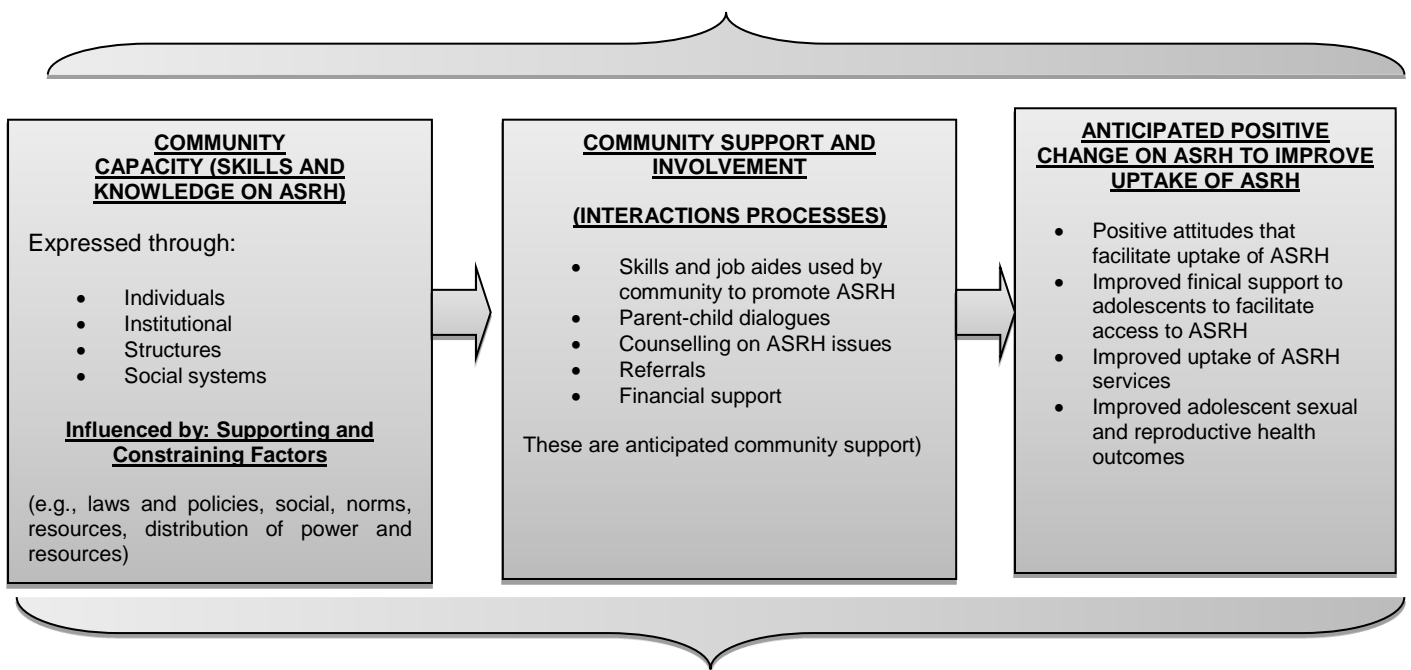 COMMUNITY
CAPACITY (SKILLS AND
KNOWLEDGE ON ASRH)
Expressed through:
• Individuals
• Institutional
• Structures
• Social systems
Influenced by: Supporting and
Constraining Factors
(e.g., laws and policies, social, norms,
resources, distribution of power and
resources)
COMMUNITY SUPPORT AND
INVOLVEMENT
(INTERACTIONS PROCESSES)
• Skills and job aides used by
community to promote ASRH
• Parent-child dialogues
• Counselling on ASRH issues
• Referrals
• Financial support
These are anticipated community support)
ANTICIPATED POSITIVE
CHANGE ON ASRH TO IMPROVE
UPTAKE OF ASRH
• Positive attitudes that
facilitate uptake of ASRH
• Improved finical support to
adolescents to facilitate
access to ASRH
• Improved uptake of ASRH
services
• Improved adolescent sexual
and reproductive health
outcomes